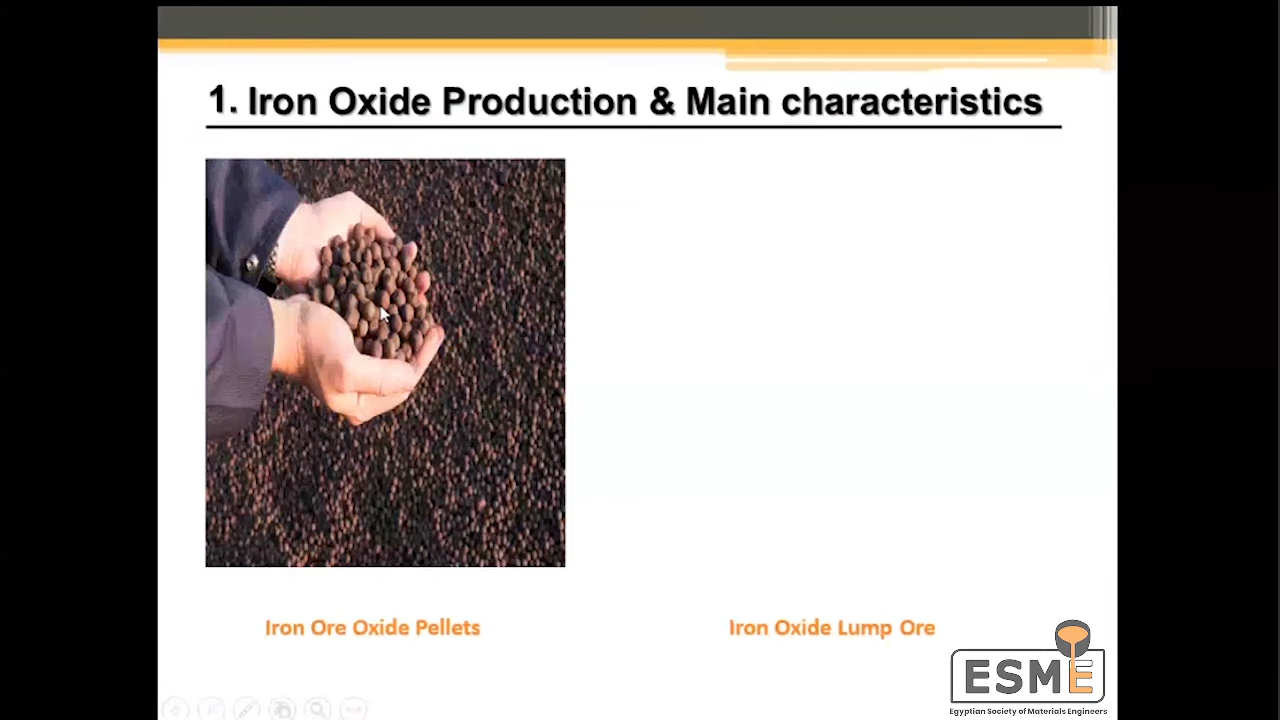 1. Iron Oxide Production & Main characteristics
Iron Ore Oxide Pellets
Iron Oxide Lump Ore
ESME
Egyptian Society of Materials Engineers